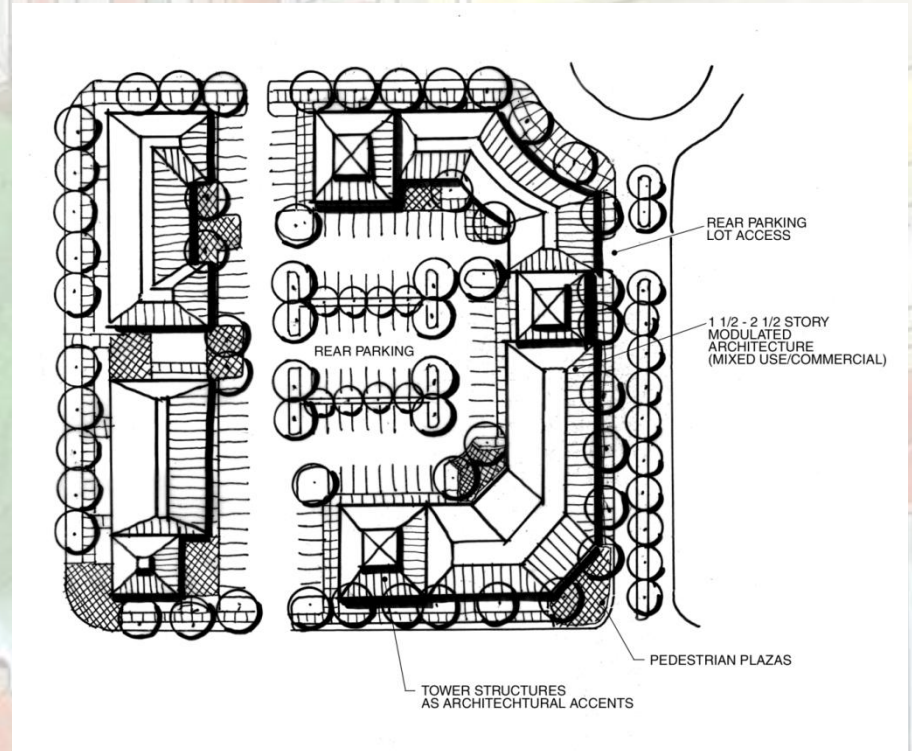 REAR PARKING
LOT ACCESS
1 1/2 - 2 1/2 STORY
MODULATED
ARCHITECTURE
(MIXED USE/COMMERCIAL)
REAR PARKING
PEDESTRIAN PLAZAS
TOWER STRUCTURES
AS ARCHITECHTURAL ACCENTS